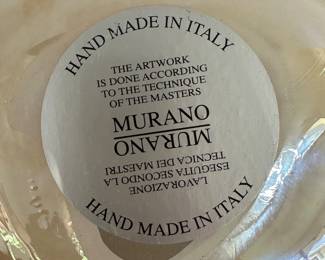 HAND MADE IN ITALY
THE ARTWORK
IS DONE ACCORDING
TO THE TECHNIQUE
OF THE MASTERS
MURANO
MURANO
LAVORAZIONE
ESEGUITA SECONDO LA
TECNICA DEI MAESTRI
HAND MADE IN ITALY